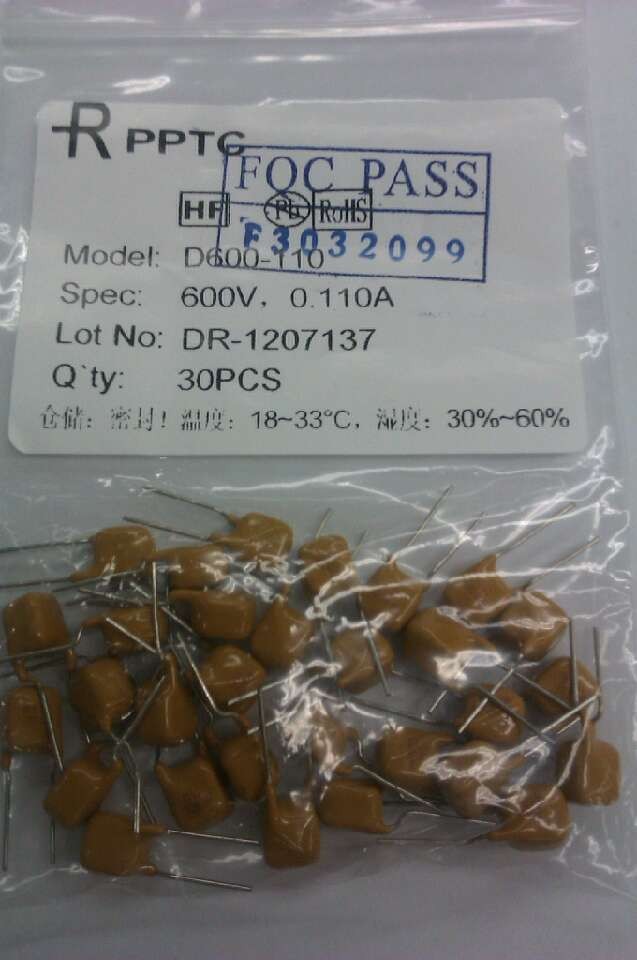 R PPTC
FQC PASS
HF Pb RoHS
F3032099
Model: D600-110
Spec: 600V, 0.110A
Lot No: DR-1207137
Q`ty: 30PCS
仓储: 密封! 温度: 18~33°C, 湿度: 30%~60%